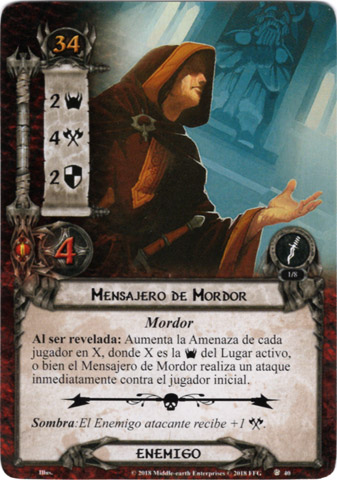 34
2
4
2
4
1/8
Mensajero de Mordor
Mordor
Al ser revelada: Aumenta la Amenaza de cada
jugador en X, donde X es la del Lugar activo,
o bien el Mensajero de Mordor realiza un ataque
inmediatamente contra el jugador inicial.
Sombra: El Enemigo atacante recibe +1 .
ENEMIGO
Illus. © 2018 Middle-earth Enterprises © 2018 FFG 40